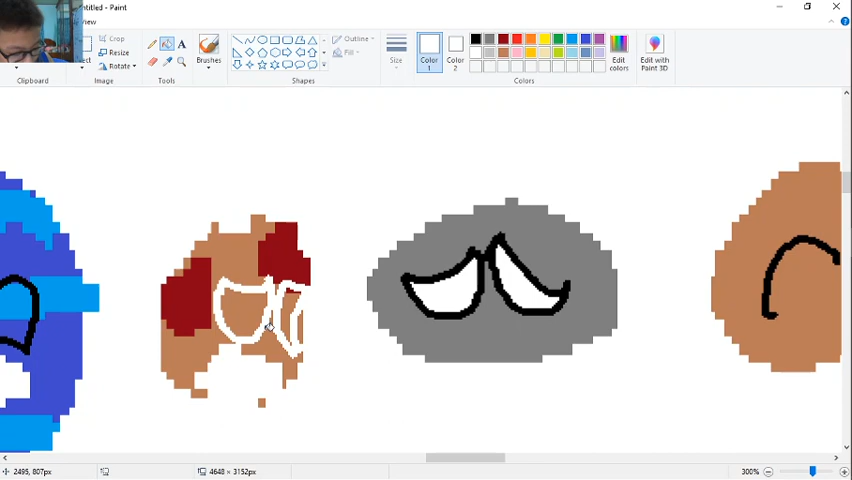 ntitled - Paint
View
Crop
Resize
Rotate
Brushes
Outline
Fill
Size
Color 1
Color 2
Edit colors
Edit with Paint 3D
Clipboard
Image
Tools
Shapes
Colors
2495, 807px
4648 × 3152px
300%